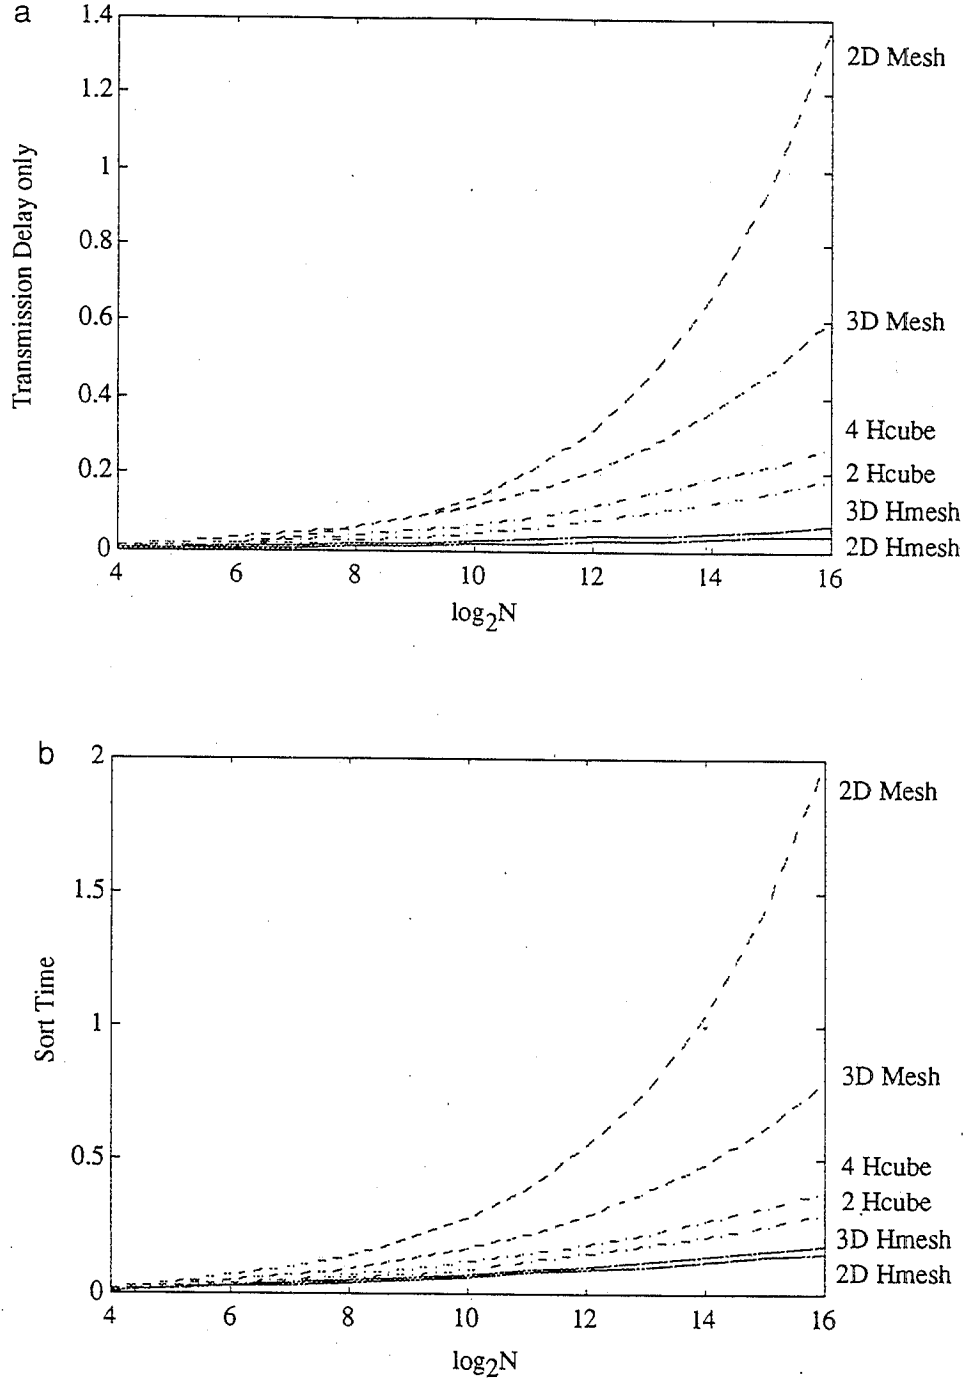 a
1.4
1.2
1
0.8
0.6
0.4
0.2
0
Transmission Delay only
4 6 8 10 12 14 16
log2N
2D Mesh
3D Mesh
4 Hcube
2 Hcube
3D Hmesh
2D Hmesh
b
2
1.5
1
0.5
0
Sort Time
4 6 8 10 12 14 16
log2N
2D Mesh
3D Mesh
4 Hcube
2 Hcube
3D Hmesh
2D Hmesh